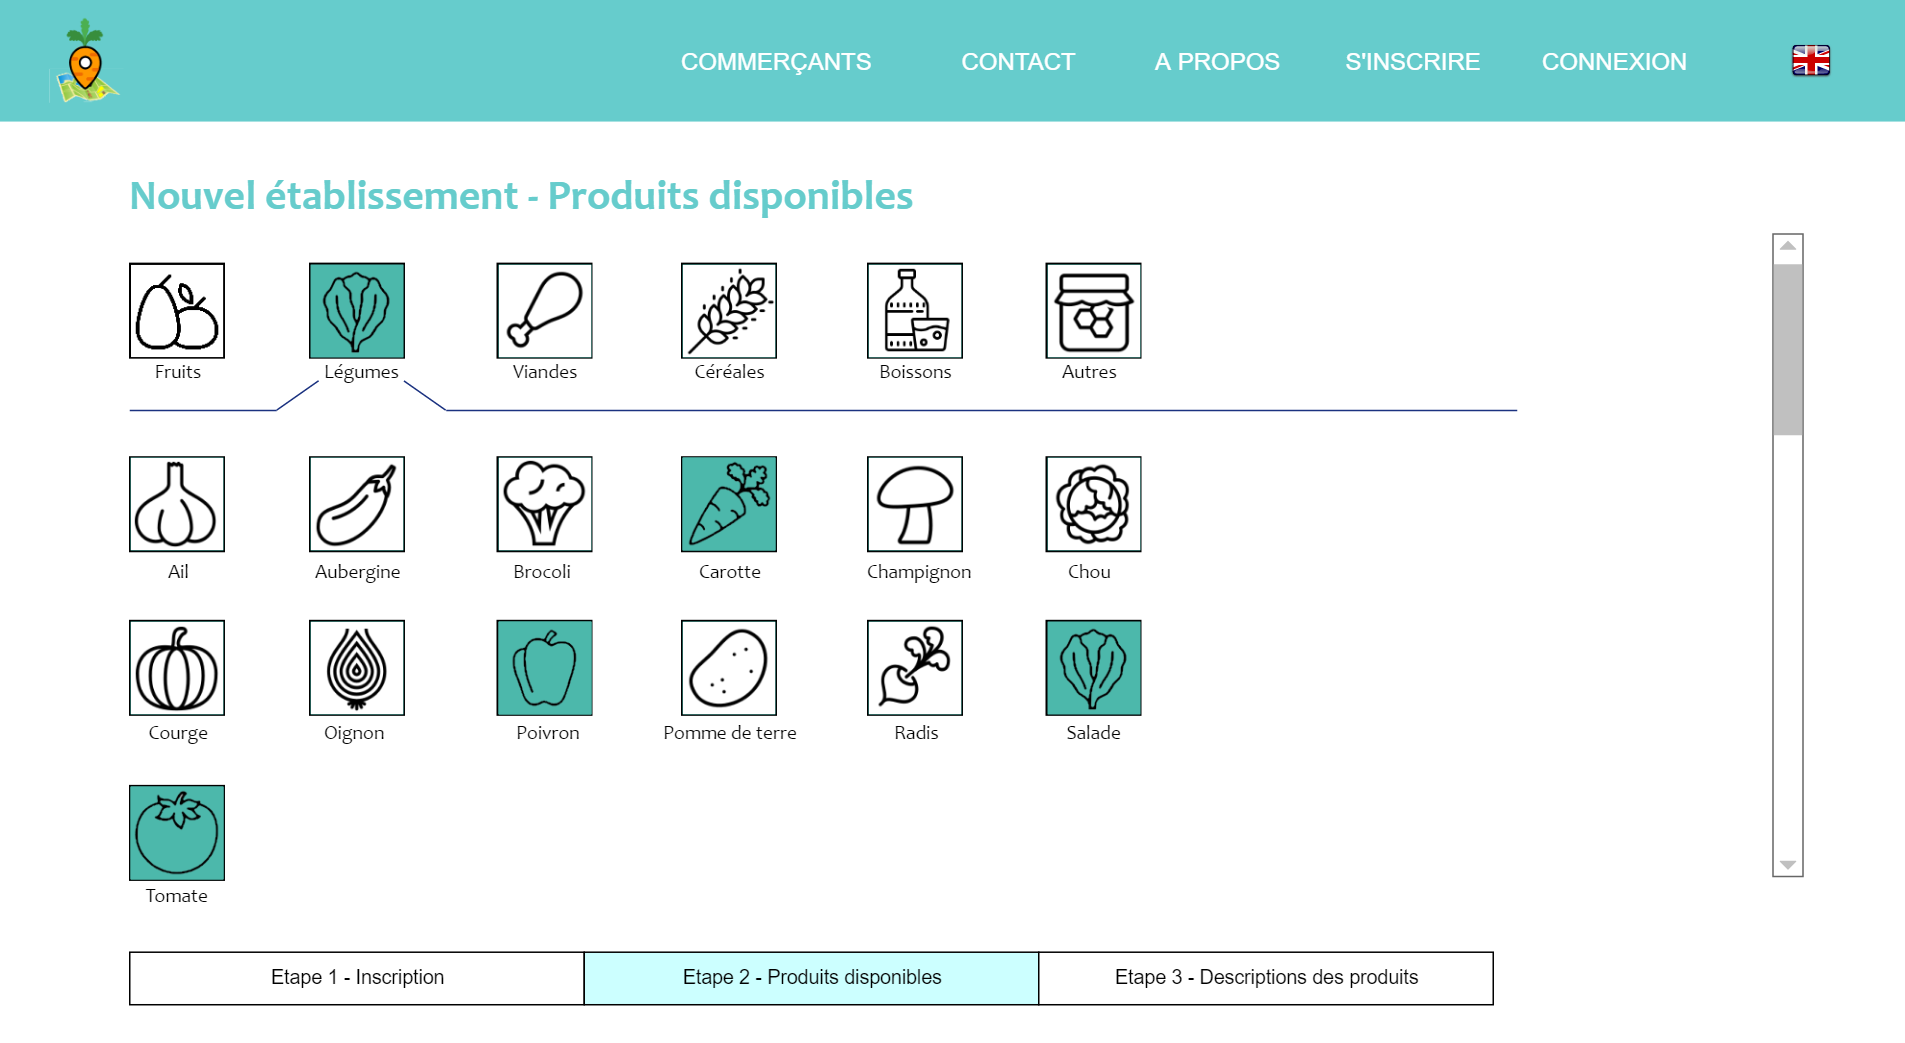 COMMERÇANTS CONTACT A PROPOS S'INSCRIRE CONNEXION
Nouvel établissement - Produits disponibles
Fruits Légumes Viandes Céréales Boissons Autres
Ail Aubergine Brocoli Carotte Champignon Chou
Courge Oignon Poivron Pomme de terre Radis Salade
Tomate
Etape 1 - Inscription Etape 2 - Produits disponibles Etape 3 - Descriptions des produits